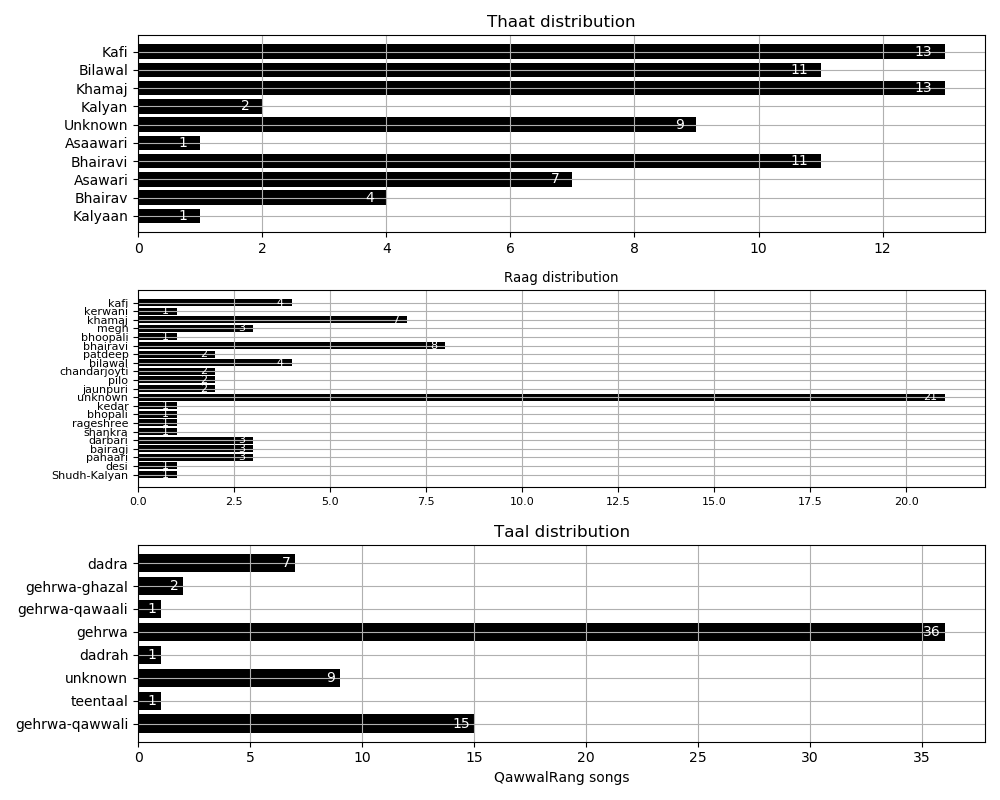 Thaat distribution
Kafi 13
Bilawal 11
Khamaj 13
Kalyan 2
Unknown 9
Asaawari 1
Bhairavi 11
Asawari 7
Bhairav 4
Kalyaan 1
0 2 4 6 8 10 12
Raag distribution
kafi 4
kerwani 1
khamaj 7
megh 3
bhoopali 1
bhairavi 8
patdeep 2
bilawal 4
chandarjoyti 2
pilo 2
jaunpuri 2
unknown 21
kedar 1
bhopali 1
rageshree 1
shankra 1
darbari 3
bairagi 3
pahaari 3
desi 1
Shudh-Kalyan 1
0.0 2.5 5.0 7.5 10.0 12.5 15.0 17.5 20.0
Taal distribution
dadra 7
gehrwa-ghazal 2
gehrwa-qawaali 1
gehrwa 36
dadrah 1
unknown 9
teentaal 1
gehrwa-qawwali 15
0 5 10 15 20 25 30 35
QawwalRang songs